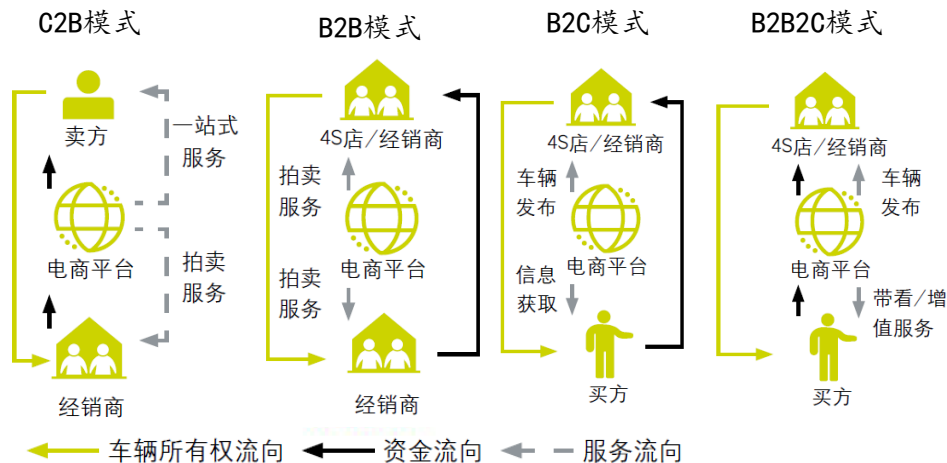 C2B模式
卖方
一站式
服务
电商平台
拍卖
服务
经销商
B2B模式
4S店/经销商
拍卖
服务
电商平台
拍卖
服务
经销商
B2C模式
4S店/经销商
车辆
发布
电商平台
信息
获取
买方
B2B2C模式
4S店/经销商
车辆
发布
电商平台
带看/增
值服务
买方
车辆所有权流向
资金流向
服务流向